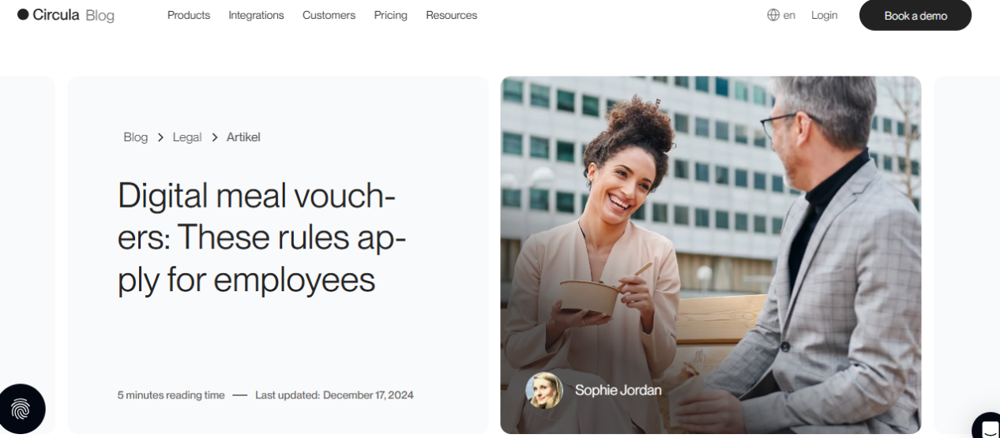 Circula Blog Products Integrations Customers Pricing Resources en Login Book a demo
Blog > Legal > Artikel
Digital meal vouch-
ers: These rules ap-
ply for employees
5 minutes reading time — Last updated: December 17, 2024
Sophie Jordan